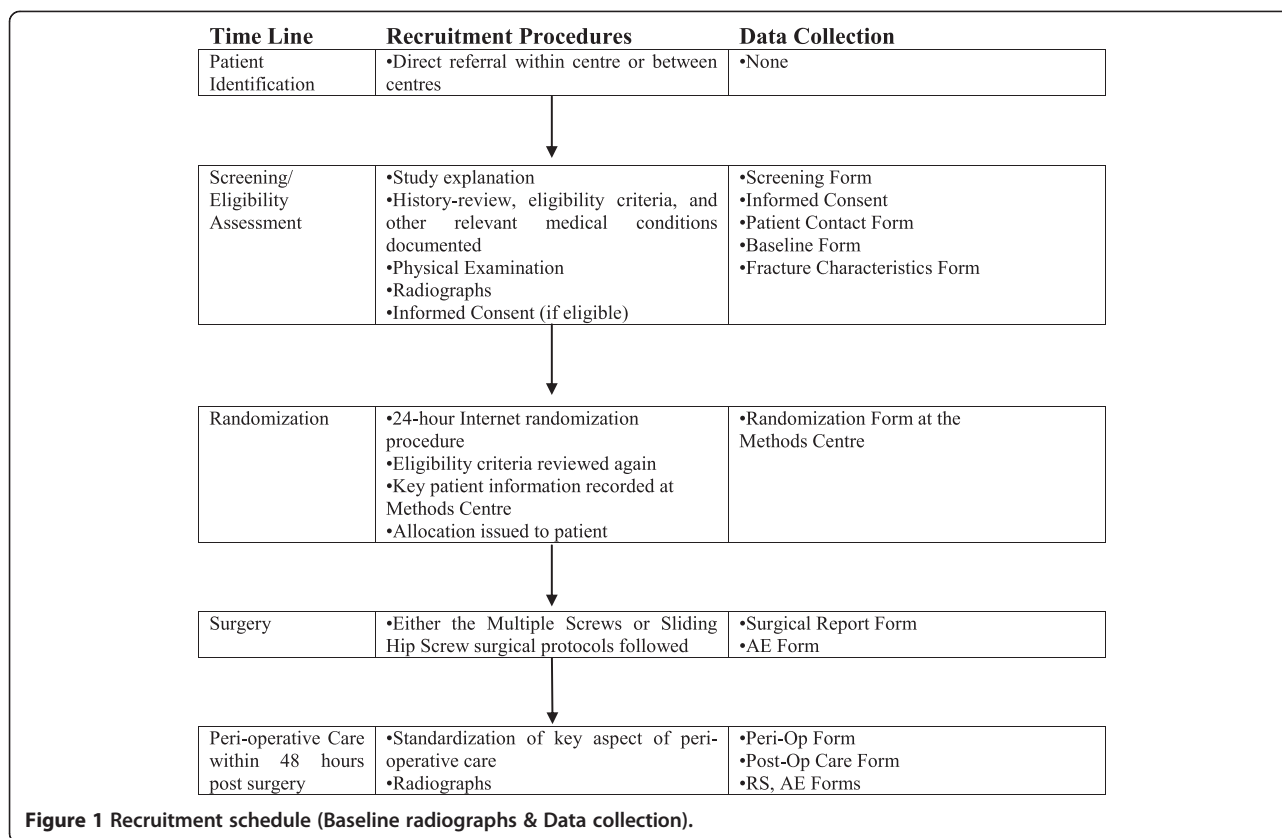 Time Line Recruitment Procedures Data Collection
Patient
Identification
•Direct referral within centre or between
centres
•None
Screening/
Eligibility
Assessment
•Study explanation
•History-review, eligibility criteria, and
other relevant medical conditions
documented
•Physical Examination
•Radiographs
•Informed Consent (if eligible)
•Screening Form
•Informed Consent
•Patient Contact Form
•Baseline Form
•Fracture Characteristics Form
Randomization
•24-hour Internet randomization
procedure
•Eligibility criteria reviewed again
•Key patient information recorded at
Methods Centre
•Allocation issued to patient
•Randomization Form at the
Methods Centre
Surgery
•Either the Multiple Screws or Sliding
Hip Screw surgical protocols followed
•Surgical Report Form
•AE Form
Peri-operative Care
within 48 hours
post surgery
•Standardization of key aspect of peri-
operative care
•Radiographs
•Peri-Op Form
•Post-Op Care Form
•RS, AE Forms
Figure 1 Recruitment schedule (Baseline radiographs & Data collection).